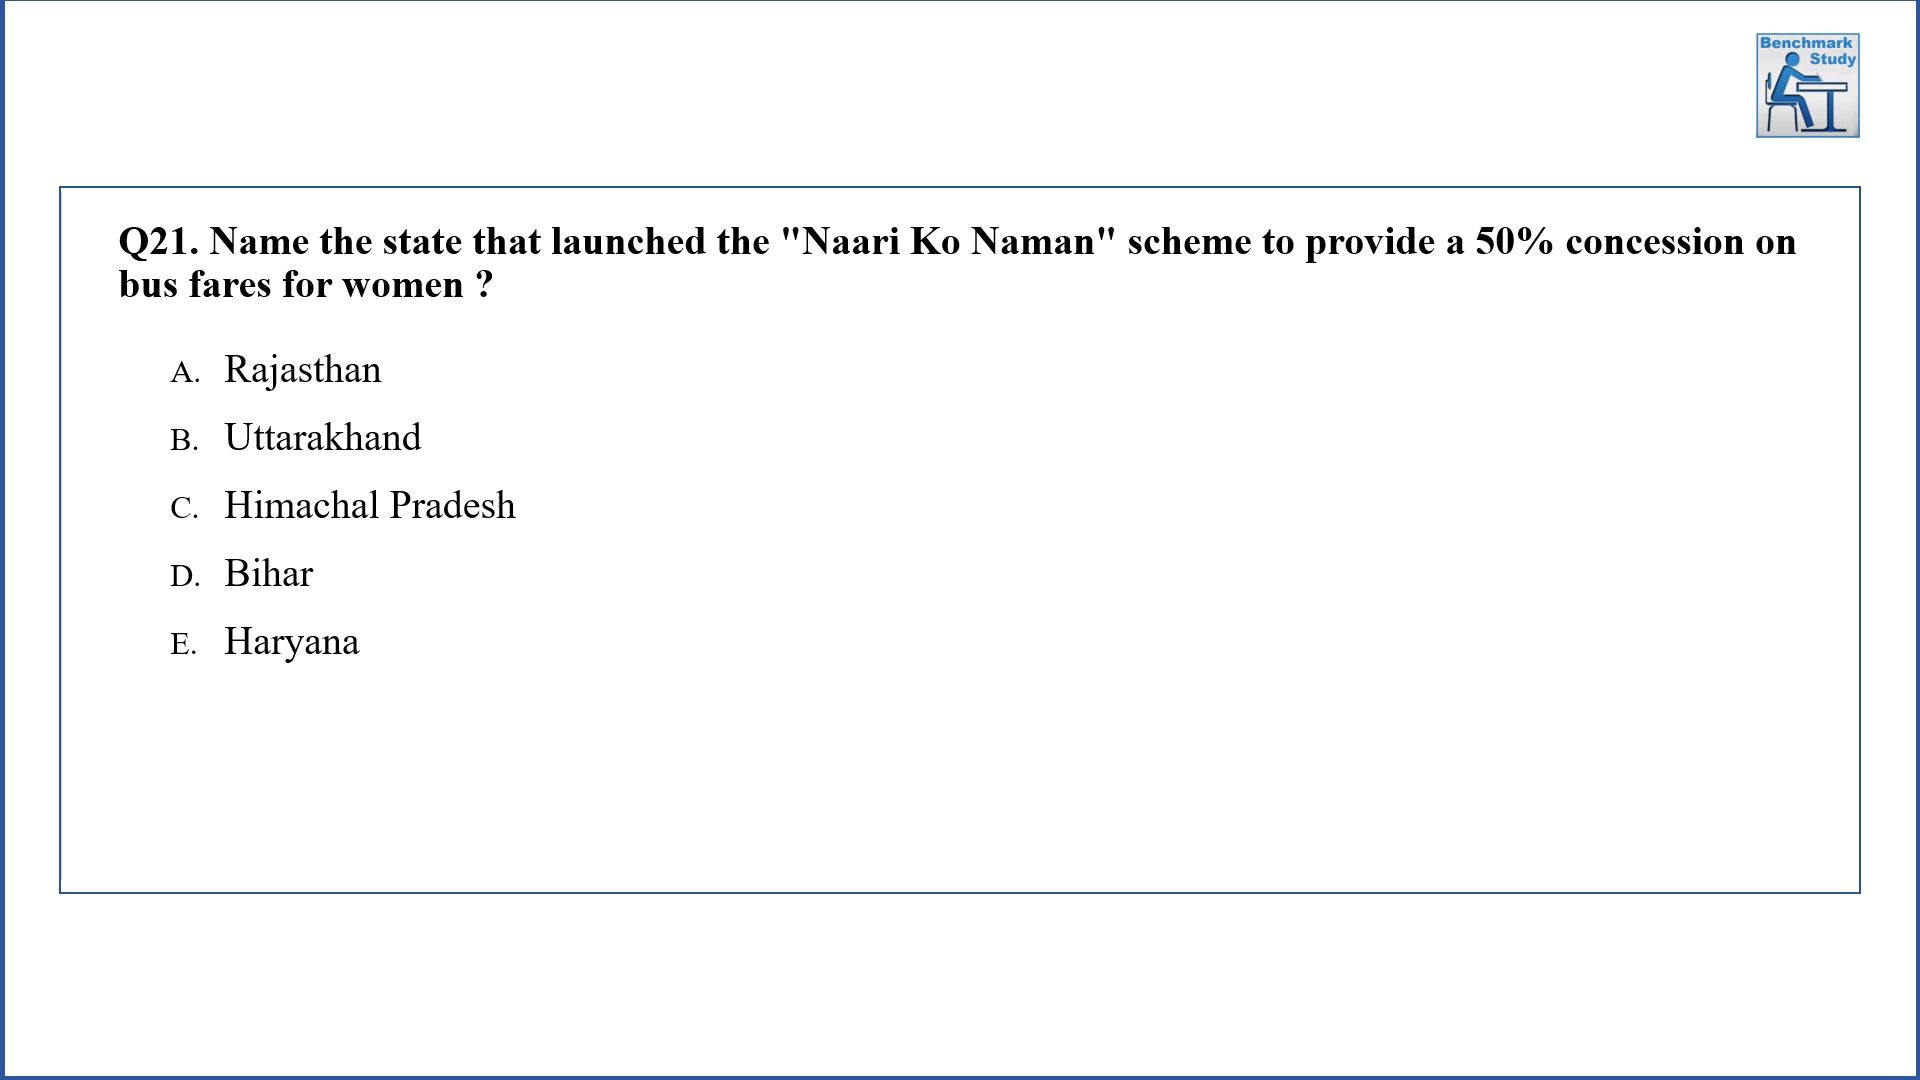 Benchmark
Study
Q21. Name the state that launched the "Naari Ko Naman" scheme to provide a 50% concession on
bus fares for women ?
A. Rajasthan
B. Uttarakhand
C. Himachal Pradesh
D. Bihar
E. Haryana